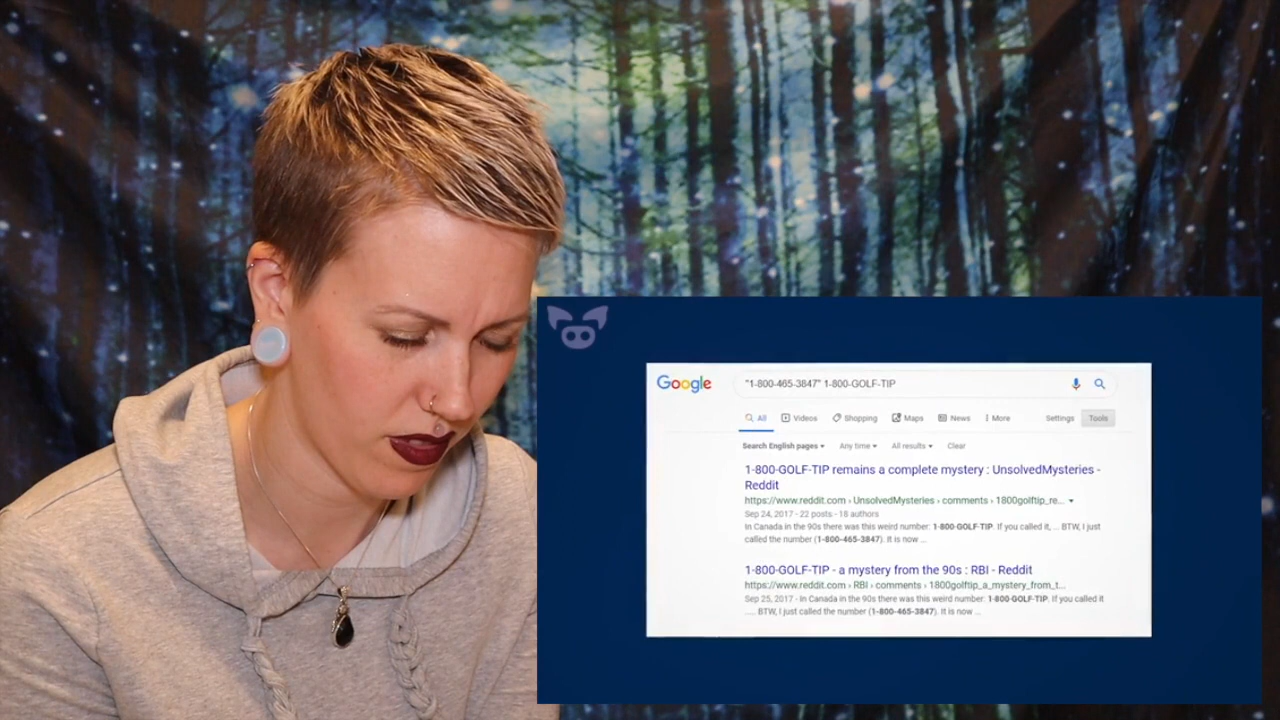 Google
"1-800-465-3847" 1-800-GOLF-TIP
All Videos Shopping Maps News More Settings Tools
Search English pages Any time All results Clear
1-800-GOLF-TIP remains a complete mystery : UnsolvedMysteries -
Reddit
https://www.reddit.com › UnsolvedMysteries › comments › 1800golftip_re...
Sep 24, 2017 - 22 posts - 18 authors
In Canada in the 90s there was this weird number: 1-800-GOLF-TIP. If you called it, ... BTW, I just
called the number (1-800-465-3847). It is now ...
1-800-GOLF-TIP - a mystery from the 90s : RBI - Reddit
https://www.reddit.com › RBI › comments › 1800golftip_a_mystery_from_t...
Sep 25, 2017 - In Canada in the 90s there was this weird number: 1-800-GOLF-TIP. If you called it
.... BTW, I just called the number (1-800-465-3847). It is now ...